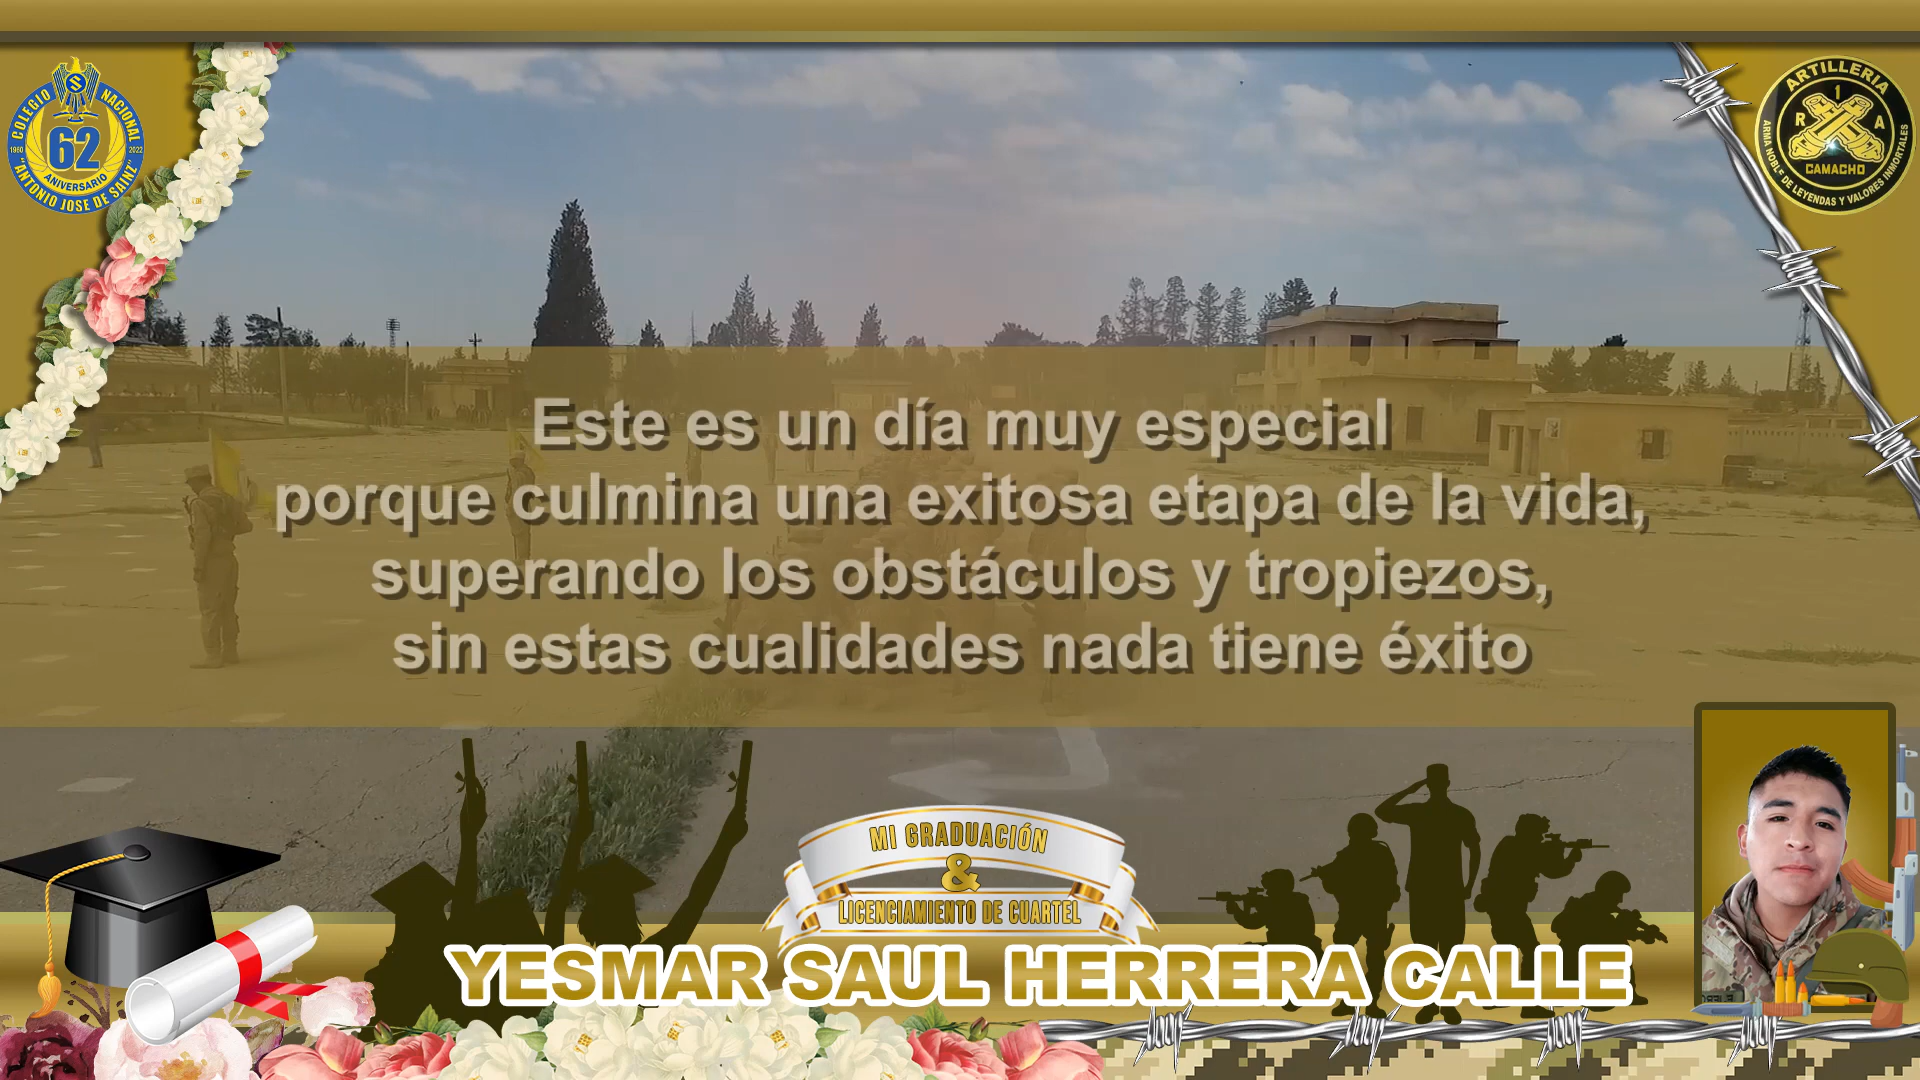 COLEGIO NACIONAL
1960 62 2022
ANIVERSARIO
"ANTONIO JOSE DE SAINZ"
ARTILLERIA
1
R A
CAMACHO
ARMA NOBLE DE LEYENDAS Y VALORES INMORTALES
Este es un día muy especial
porque culmina una exitosa etapa de la vida,
superando los obstáculos y tropiezos,
sin estas cualidades nada tiene éxito
MI GRADUACIÓN
&
LICENCIAMIENTO DE CUARTEL
YESMAR SAUL HERRERA CALLE